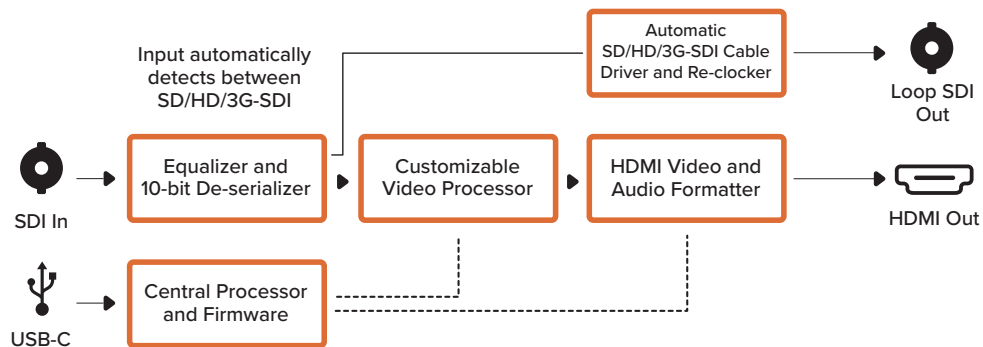 Input automatically
detects between
SD/HD/3G-SDI
Automatic
SD/HD/3G-SDI Cable
Driver and Re-clocker
Loop SDI
Out
SDI In
Equalizer and
10-bit De-serializer
Customizable
Video Processor
HDMI Video and
Audio Formatter
HDMI Out
USB-C
Central Processor
and Firmware